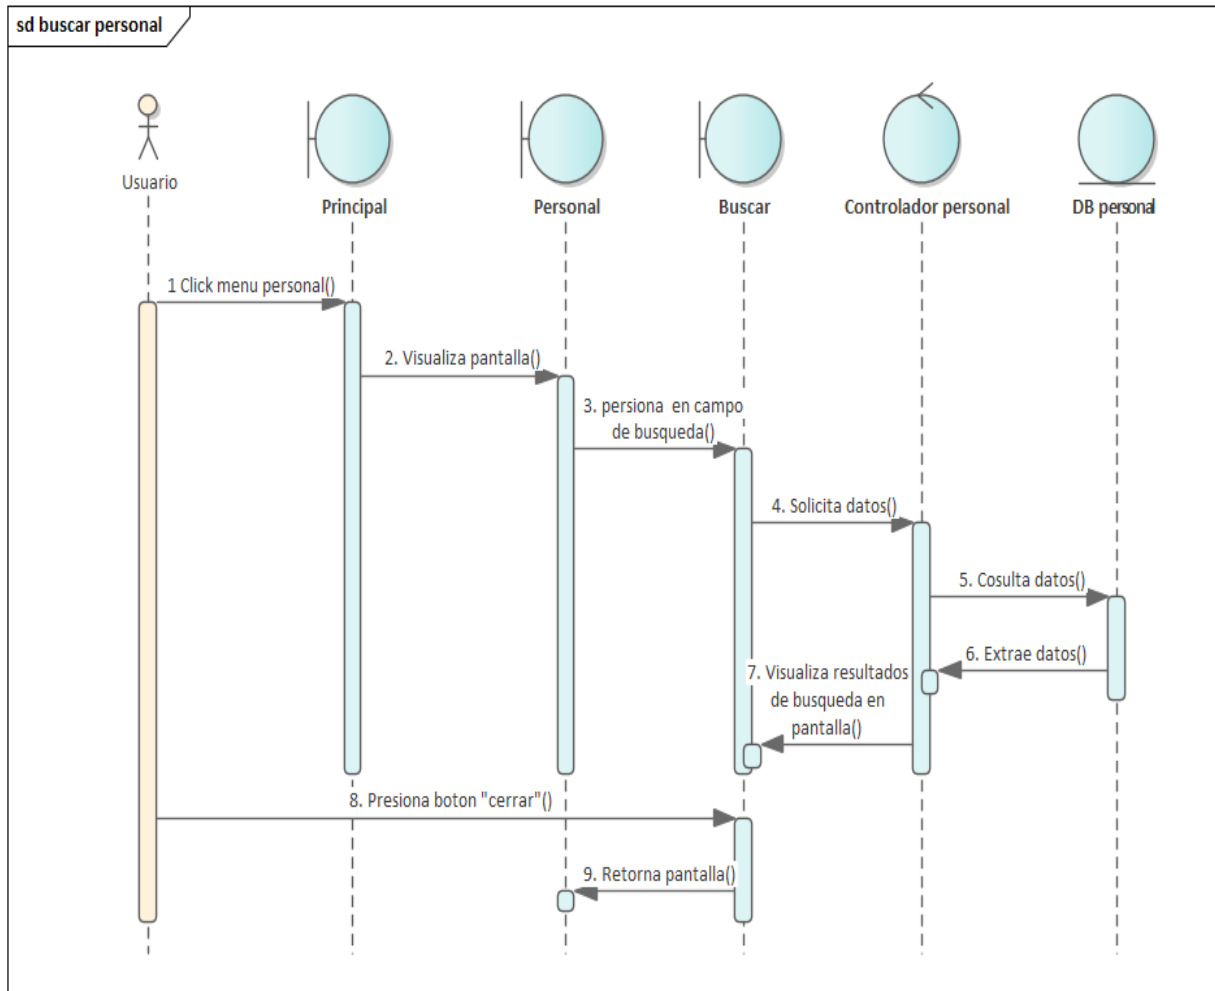 sd buscar personal
Usuario
Principal
Personal
Buscar
Controlador personal
DB personal
1 Click menu personal()
2. Visualiza pantalla()
3. persiona  en campo
de busqueda()
4. Solicita datos()
5. Cosulta datos()
6. Extrae datos()
7. Visualiza resultados
de busqueda en
pantalla()
8. Presiona boton "cerrar"()
9. Retorna pantalla()